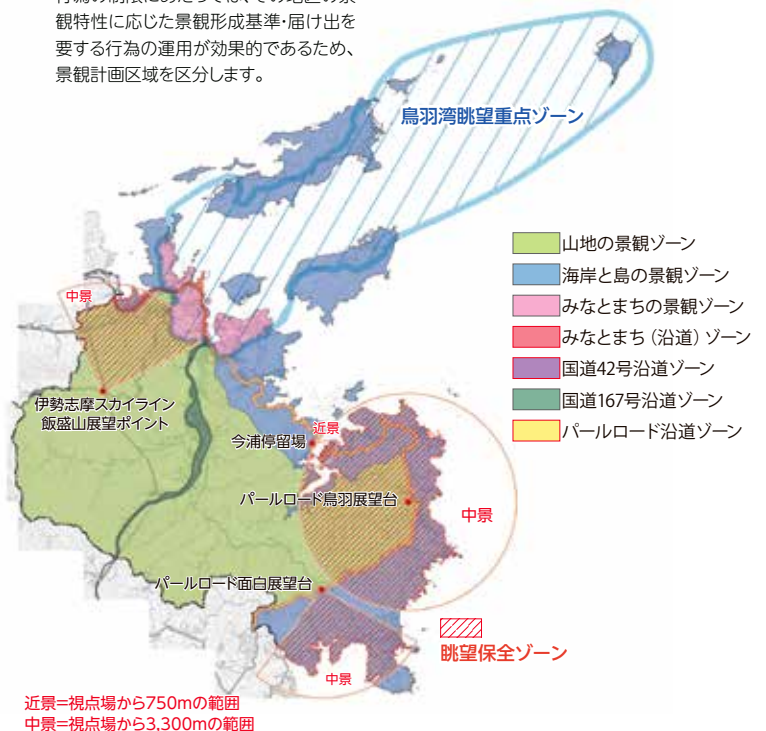 観特性に応じた景観形成基準・届け出を
要する行為の運用が効果的であるため、
景観計画区域を区分します。
鳥羽湾眺望重点ゾーン
山地の景観ゾーン
海岸と島の景観ゾーン
みなとまちの景観ゾーン
みなとまち（沿道）ゾーン
国道42号沿道ゾーン
国道167号沿道ゾーン
パールロード沿道ゾーン
中景
伊勢志摩スカイライン
飯盛山展望ポイント
今浦停留場
近景
パールロード鳥羽展望台
中景
パールロード面白展望台
眺望保全ゾーン
中景
近景=視点場から750mの範囲
中景=視点場から3,300mの範囲